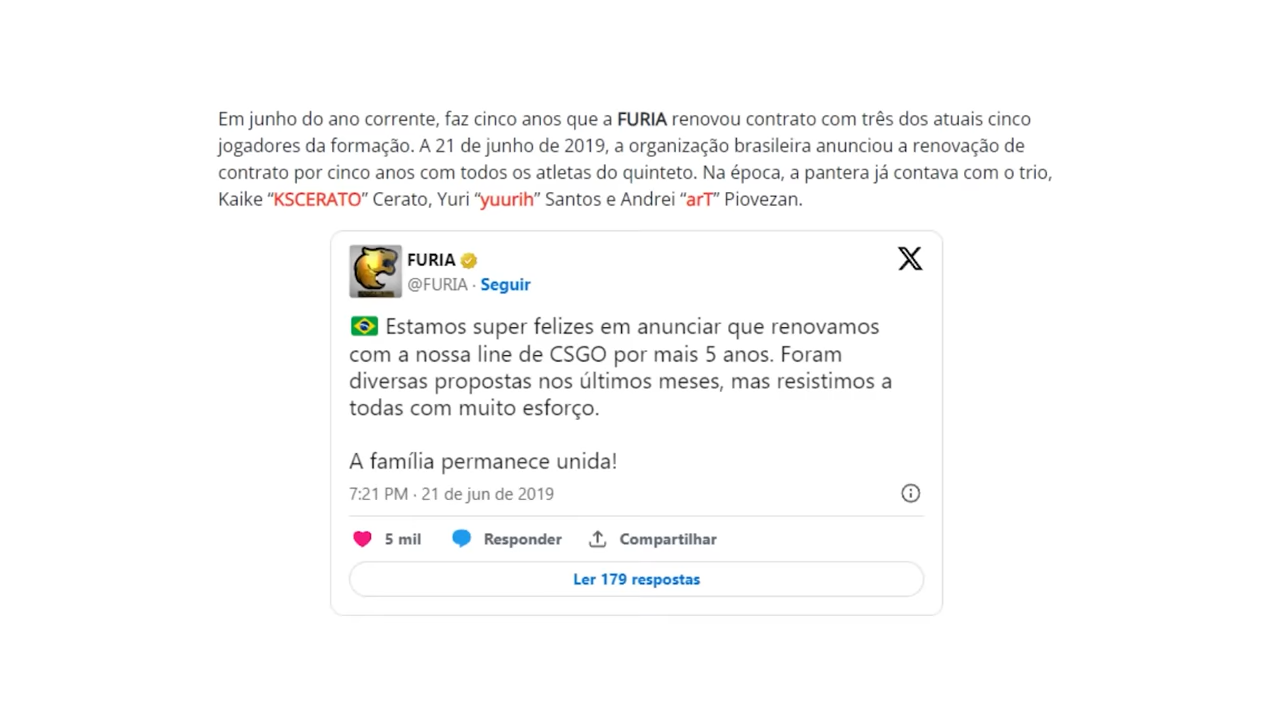 Em junho do ano corrente, faz cinco anos que a FURIA renovou contrato com três dos atuais cinco
jogadores da formação. A 21 de junho de 2019, a organização brasileira anunciou a renovação de
contrato por cinco anos com todos os atletas do quinteto. Na época, a pantera já contava com o trio,
Kaike “KSCERATO” Cerato, Yuri “yuurih” Santos e Andrei “arT” Piovezan.
FURIA
@FURIA · Seguir
Estamos super felizes em anunciar que renovamos
com a nossa line de CSGO por mais 5 anos. Foram
diversas propostas nos últimos meses, mas resistimos a
todas com muito esforço.
A família permanece unida!
7:21 PM · 21 de jun de 2019
5 mil Responder Compartilhar
Ler 179 respostas